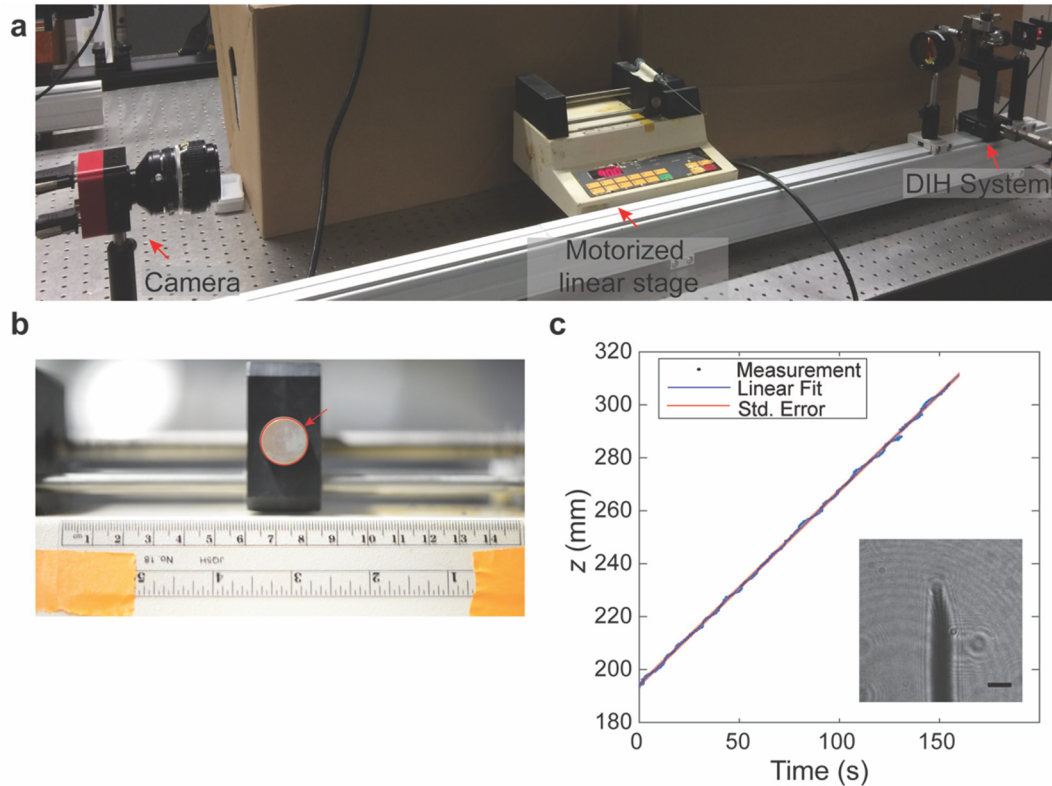 a
Camera
Motorized
linear stage
DIH System
b
cm 1 2 3 4 5 6 7 8 9 10 11 12 13 14
No. 18 JQSH
5 4 3 2 1
c
320
300
280
260
240
220
200
180
z (mm)
Measurement
Linear Fit
Std. Error
0 50 100 150
Time (s)